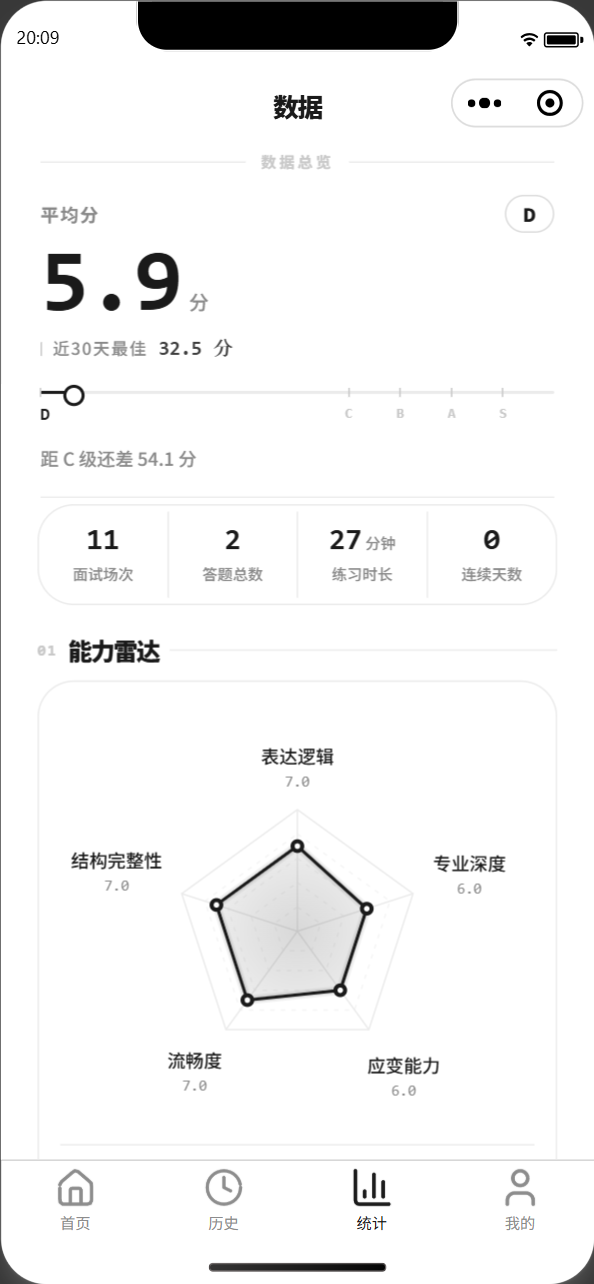 20:09
数据
数据总览
平均分
D
5.9 分
近30天最佳 32.5 分
D C B A S
距 C 级还差 54.1 分
11 2 27 分钟 0
面试场次 答题总数 练习时长 连续天数
01 能力雷达
表达逻辑
7.0
结构完整性
7.0
专业深度
6.0
流畅度
7.0
应变能力
6.0
首页 历史 统计 我的